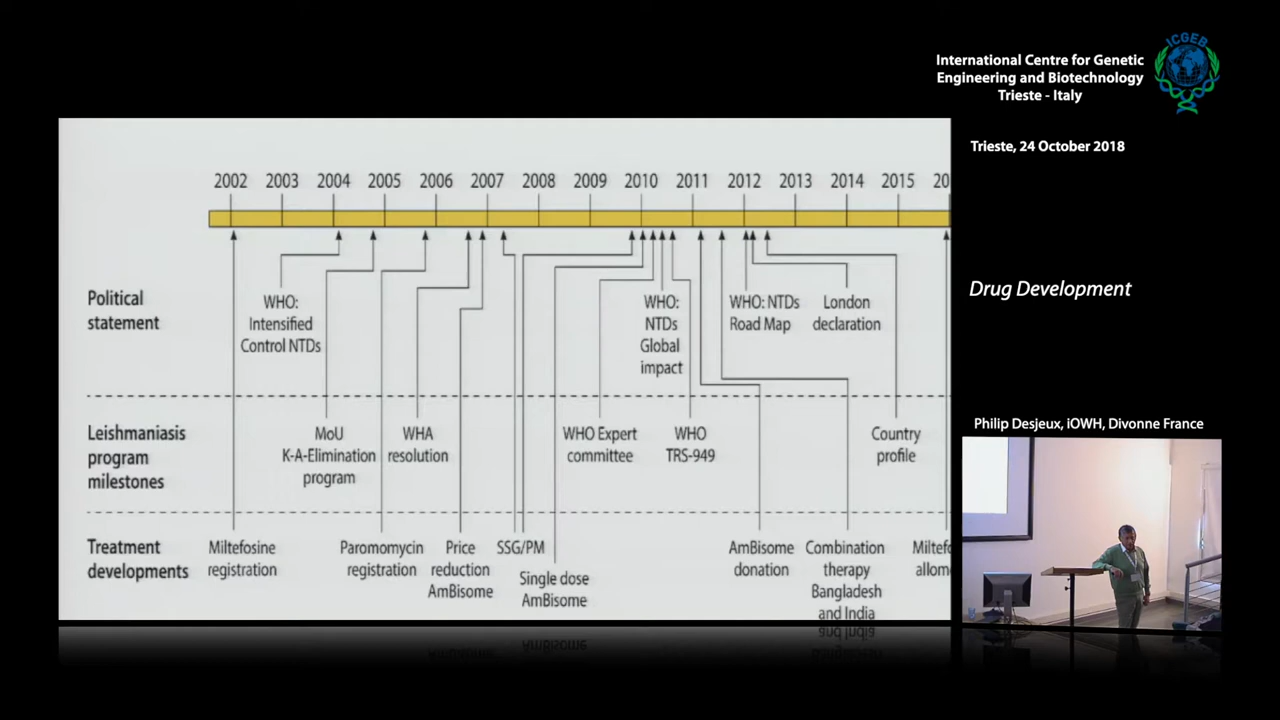 ICGEB
International Centre for Genetic
Engineering and Biotechnology
Trieste - Italy
Trieste, 24 October 2018
Drug Development
Philip Desjeux, iOWH, Divonne France
2002 2003 2004 2005 2006 2007 2008 2009 2010 2011 2012 2013 2014 2015 20
Political
statement
WHO:
Intensified
Control NTDs
WHO:
NTDs
Global
impact
WHO: NTDs
Road Map
London
declaration
Leishmaniasis
program
milestones
MoU
K-A-Elimination
program
WHA
resolution
WHO Expert
committee
WHO
TRS-949
Country
profile
Treatment
developments
Miltefosine
registration
Paromomycin
registration
Price
reduction
AmBisome
SSG/PM
Single dose
AmBisome
AmBisome
donation
Combination
therapy
Bangladesh
and India
Miltefo
allome